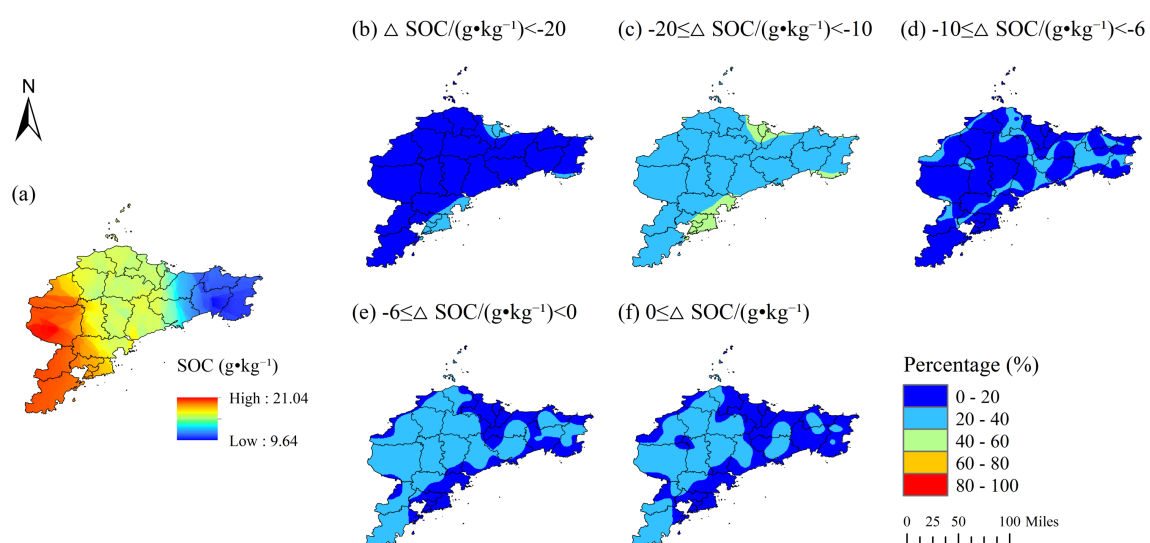 (b) △ SOC/(g•kg⁻¹)<-20
(c) -20≤△ SOC/(g•kg⁻¹)<-10
(d) -10≤△ SOC/(g•kg⁻¹)<-6
N
(a)
SOC (g•kg⁻¹)
High : 21.04
Low : 9.64
(e) -6≤△ SOC/(g•kg⁻¹)<0
(f) 0≤△ SOC/(g•kg⁻¹)
Percentage (%)
0 - 20
20 - 40
40 - 60
60 - 80
80 - 100
0 25 50 100 Miles